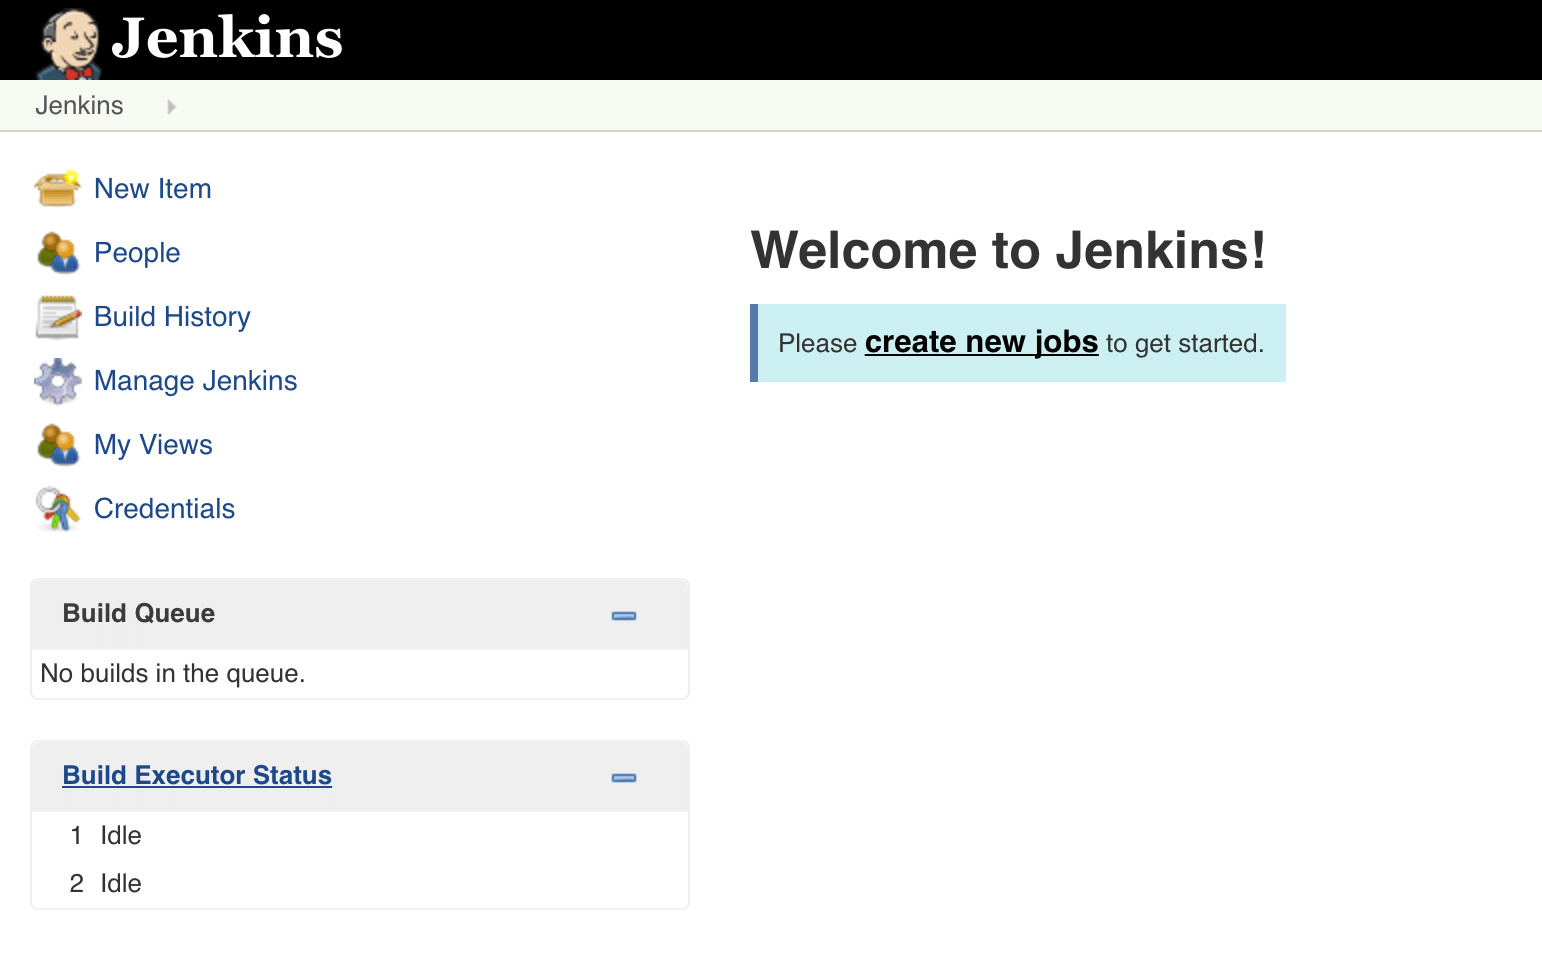 Jenkins
Jenkins
New Item
People
Build History
Manage Jenkins
My Views
Credentials
Build Queue
No builds in the queue.
Build Executor Status
1 Idle
2 Idle
Welcome to Jenkins!
Please create new jobs to get started.